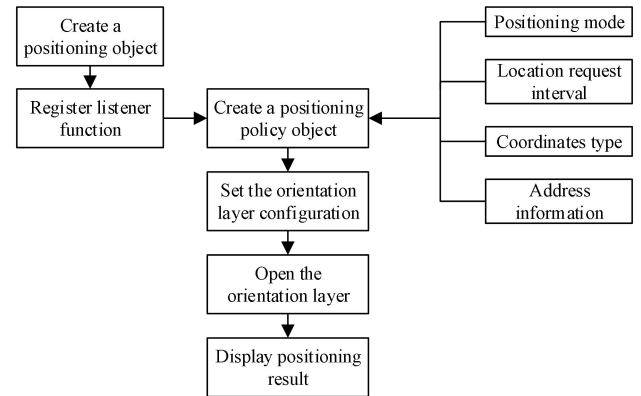 Create a
positioning object
Register listener
function
Create a positioning
policy object
Set the orientation
layer configuration
Open the
orientation layer
Display positioning
result
Positioning mode
Location request
interval
Coordinates type
Address
information